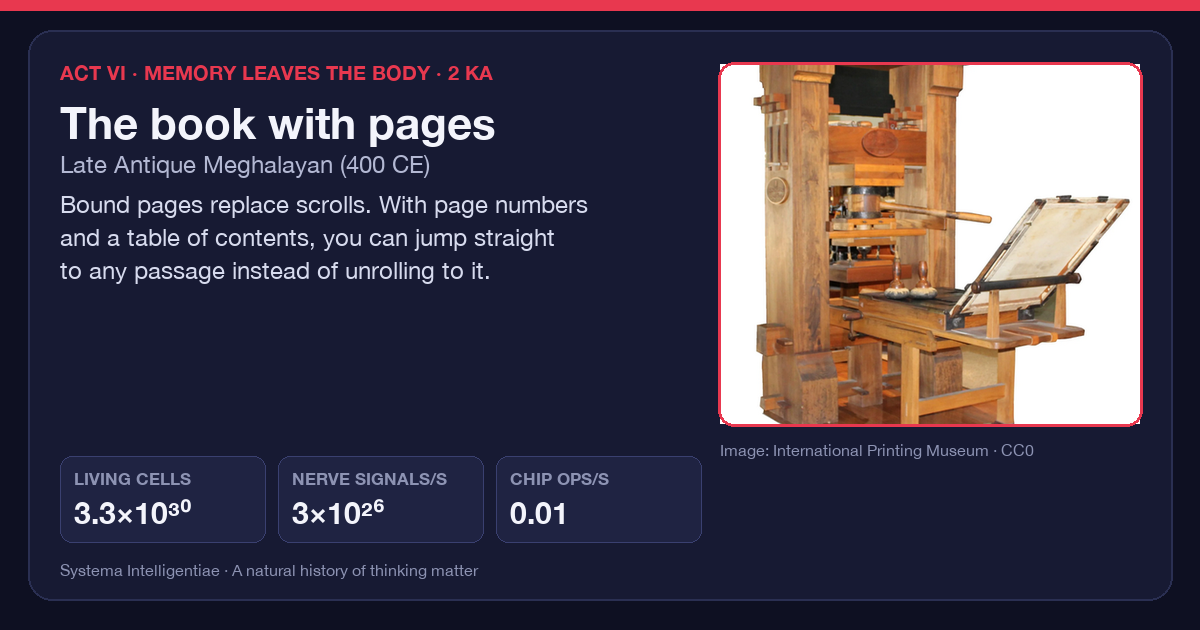 ACT VI · MEMORY LEAVES THE BODY · 2 KA
The book with pages
Late Antique Meghalayan (400 CE)
Bound pages replace scrolls. With page numbers
and a table of contents, you can jump straight
to any passage instead of unrolling to it.
Image: International Printing Museum · CC0
LIVING CELLS
3.3×10³⁰
NERVE SIGNALS/S
3×10²⁶
CHIP OPS/S
0.01
Systema Intelligentiae · A natural history of thinking matter